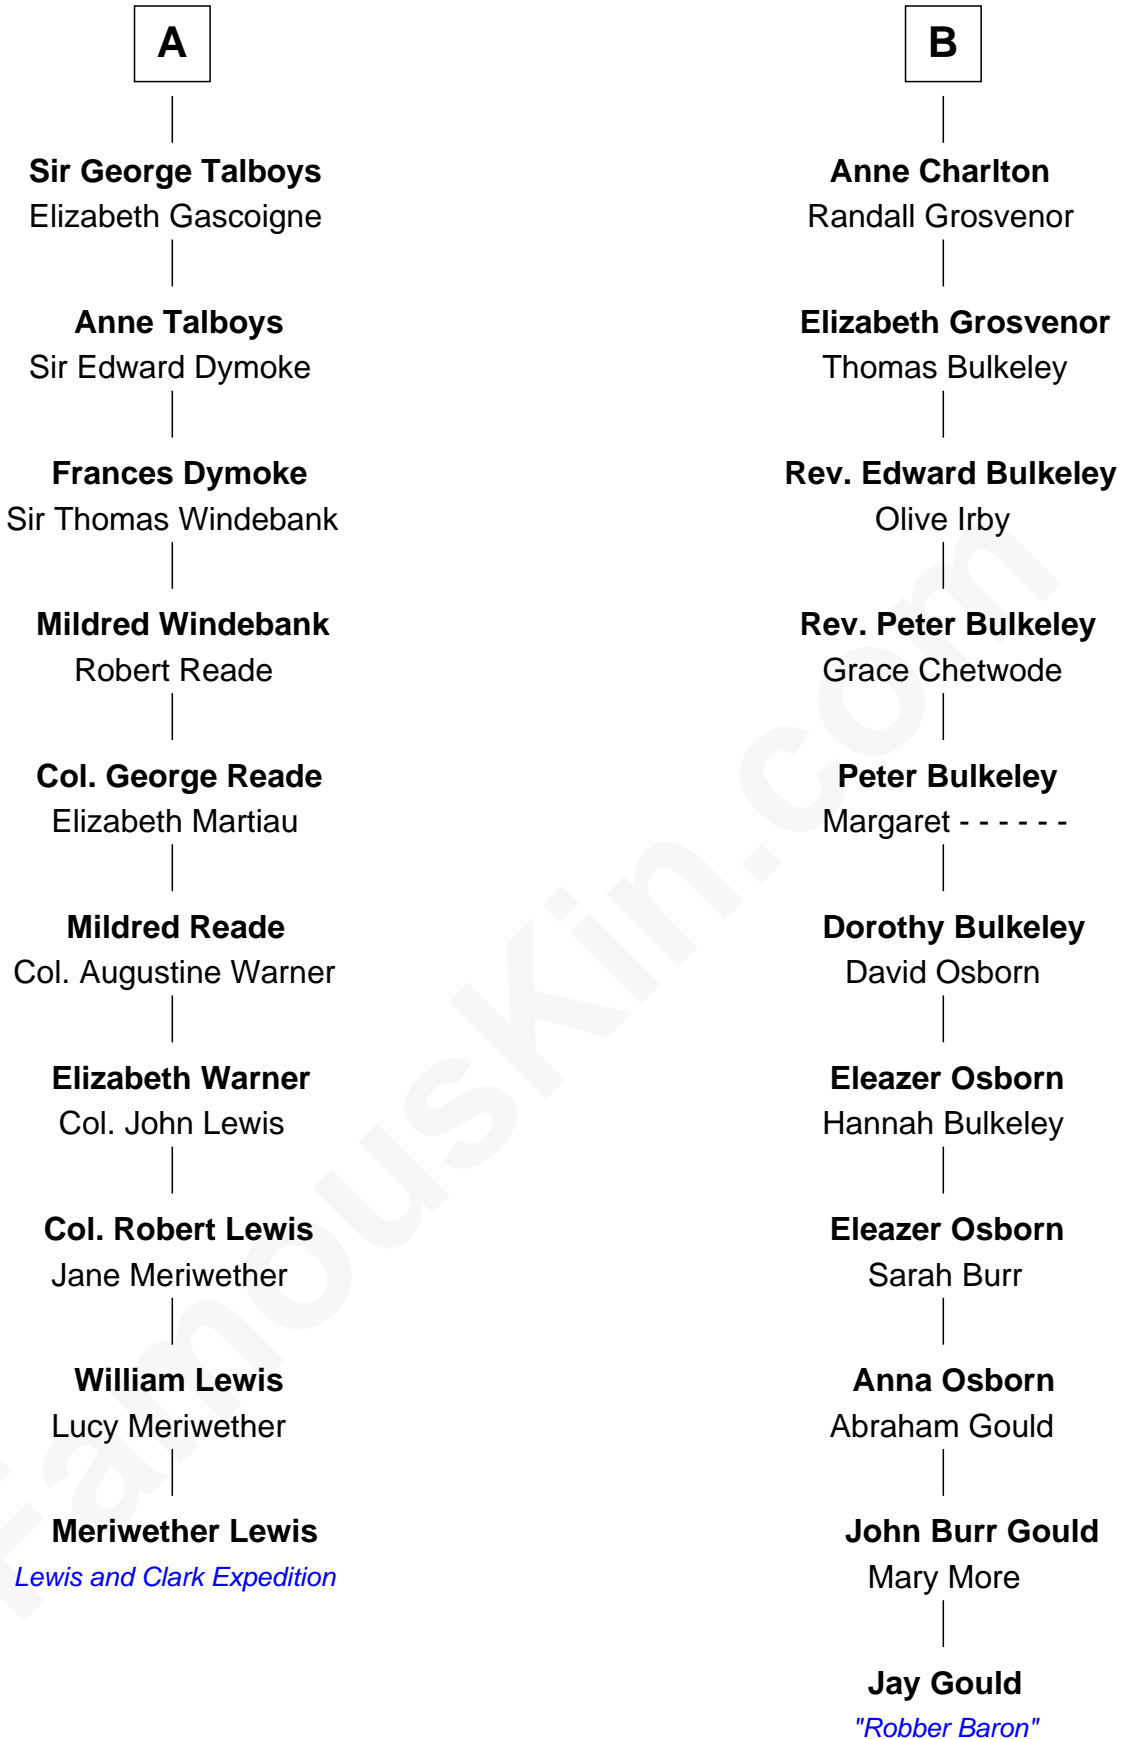 A
Sir George Talboys
Elizabeth Gascoigne
Anne Talboys
Sir Edward Dymoke
Frances Dymoke
Sir Thomas Windebank
Mildred Windebank
Robert Reade
Col. George Reade
Elizabeth Martiau
Mildred Reade
Col. Augustine Warner
Elizabeth Warner
Col. John Lewis
Col. Robert Lewis
Jane Meriwether
William Lewis
Lucy Meriwether
Meriwether Lewis
Lewis and Clark Expedition
B
Anne Charlton
Randall Grosvenor
Elizabeth Grosvenor
Thomas Bulkeley
Rev. Edward Bulkeley
Olive Irby
Rev. Peter Bulkeley
Grace Chetwode
Peter Bulkeley
Margaret - - - - - -
Dorothy Bulkeley
David Osborn
Eleazer Osborn
Hannah Bulkeley
Eleazer Osborn
Sarah Burr
Anna Osborn
Abraham Gould
John Burr Gould
Mary More
Jay Gould
"Robber Baron"
FamousKin.com